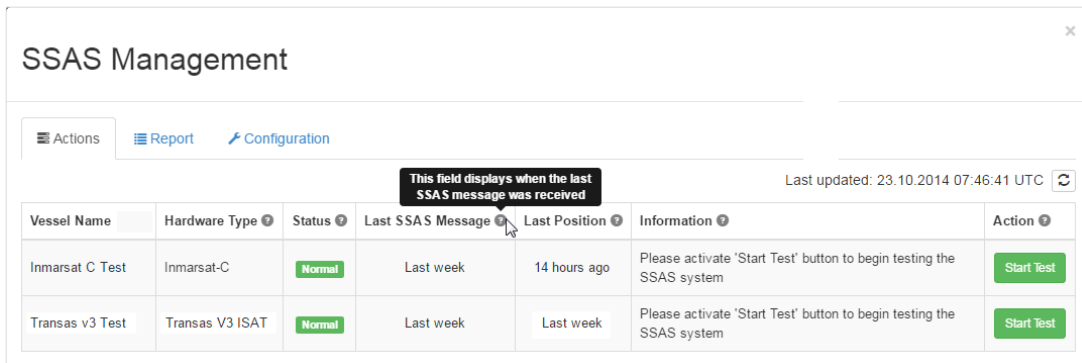 ×
SSAS Management
Actions
Report
Configuration
This field displays when the last
SSAS message was received
Last updated: 23.10.2014 07:46:41 UTC
Vessel Name
Hardware Type
Status
Last SSAS Message
Last Position
Information
Action
Inmarsat C Test
Inmarsat-C
Normal
Last week
14 hours ago
Please activate 'Start Test' button to begin testing the
SSAS system
Start Test
Transas v3 Test
Transas V3 ISAT
Normal
Last week
Last week
Please activate 'Start Test' button to begin testing the
SSAS system
Start Test